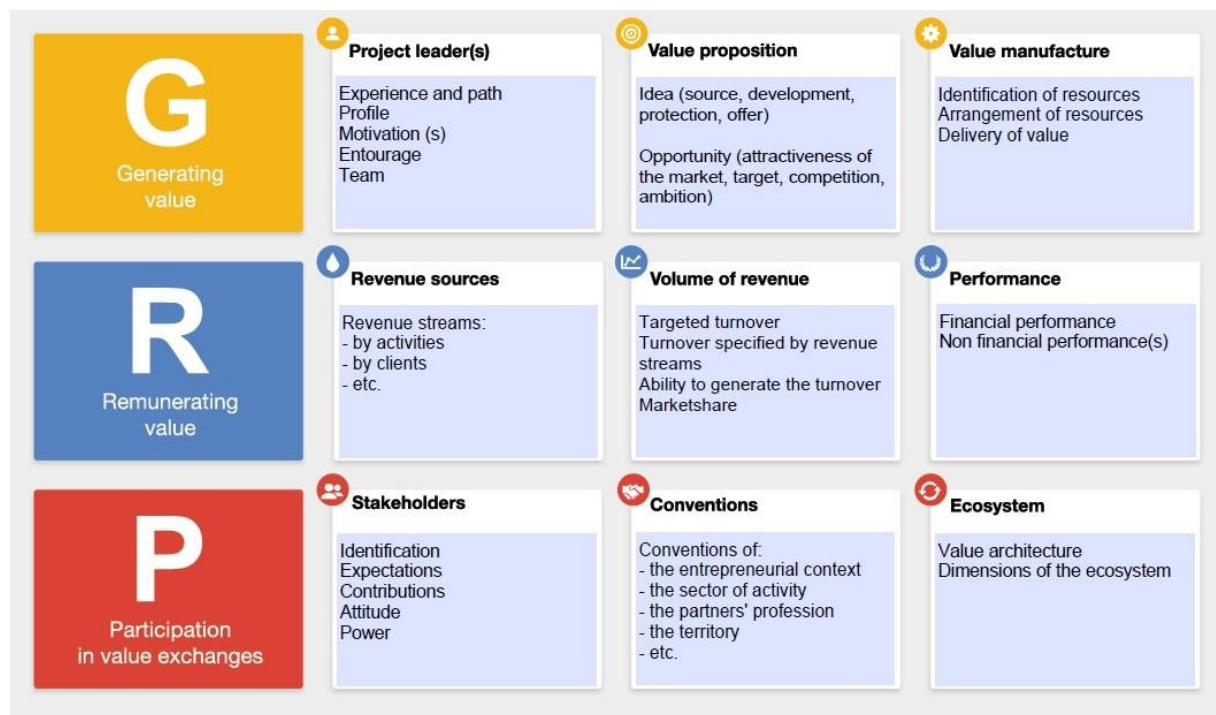 G
Generating
value
Project leader(s)
Experience and path
Profile
Motivation (s)
Entourage
Team
Value proposition
Idea (source, development,
protection, offer)
Opportunity (attractiveness of
the market, target, competition,
ambition)
Value manufacture
Identification of resources
Arrangement of resources
Delivery of value
R
Remunerating
value
Revenue sources
Revenue streams:
- by activities
- by clients
- etc.
Volume of revenue
Targeted turnover
Turnover specified by revenue
streams
Ability to generate the turnover
Marketshare
Performance
Financial performance
Non financial performance(s)
P
Participation
in value exchanges
Stakeholders
Identification
Expectations
Contributions
Attitude
Power
Conventions
Conventions of:
- the entrepreneurial context
- the sector of activity
- the partners' profession
- the territory
- etc.
Ecosystem
Value architecture
Dimensions of the ecosystem